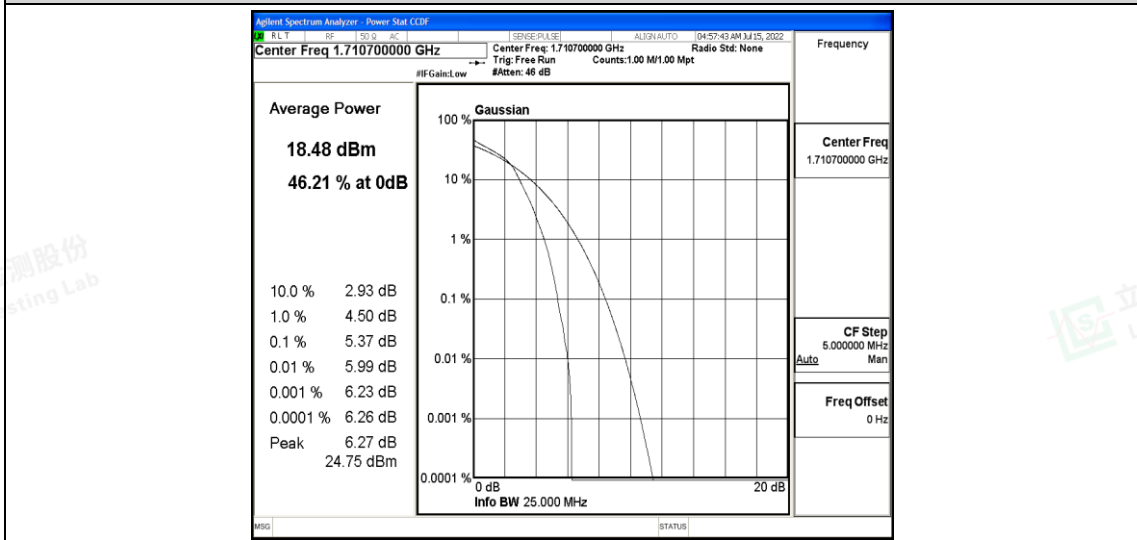 Agilent Spectrum Analyzer - Power Stat CCDF
LXI RLT RF 50 Ω AC SENSE:PULSE ALIGN AUTO 04:57:43 AM Jul 15, 2022
Center Freq 1.710700000 GHz
Center Freq: 1.710700000 GHz Radio Std: None
Trig: Free Run Counts:1.00 M/1.00 Mpt
#IFGain:Low #Atten: 46 dB
Average Power
18.48 dBm
46.21 % at 0dB
10.0 % 2.93 dB
1.0 % 4.50 dB
0.1 % 5.37 dB
0.01 % 5.99 dB
0.001 % 6.23 dB
0.0001 % 6.26 dB
Peak 6.27 dB
24.75 dBm
Gaussian
100 %
10 %
1 %
0.1 %
0.01 %
0.001 %
0.0001 %
0 dB 20 dB
Info BW 25.000 MHz
Frequency
Center Freq
1.710700000 GHz
CF Step
5.000000 MHz
Auto Man
Freq Offset
0 Hz
MSG STATUS
测股份
sting Lab
立